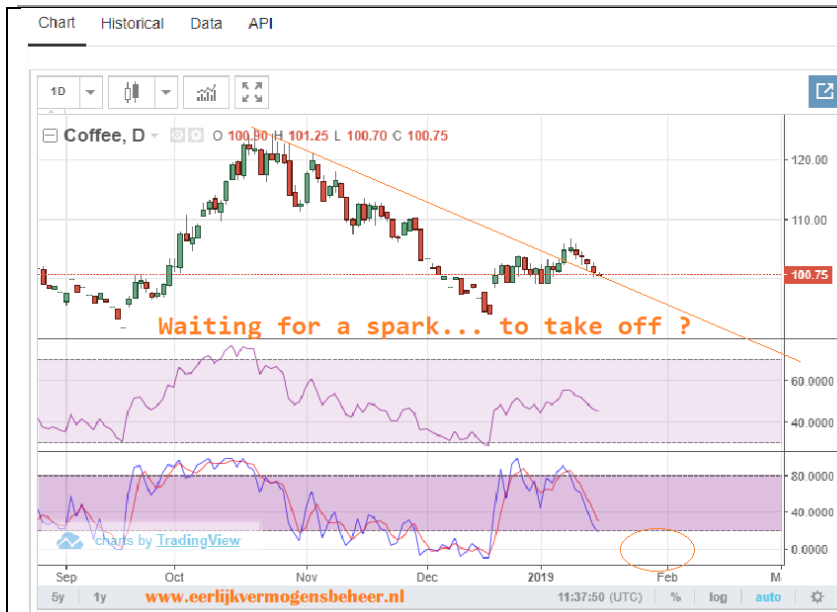 Chart Historical Data API
1D
Coffee, D O 100.90 H 101.25 L 100.70 C 100.75
120.00
110.00
100.75
Waiting for a spark... to take off ?
60.0000
40.0000
80.0000
40.0000
0.0000
charts by TradingView
Sep Oct Nov Dec 2019 Feb M
5y 1y www.eerlijkvermogensbeheer.nl 11:37:50 (UTC) % log auto